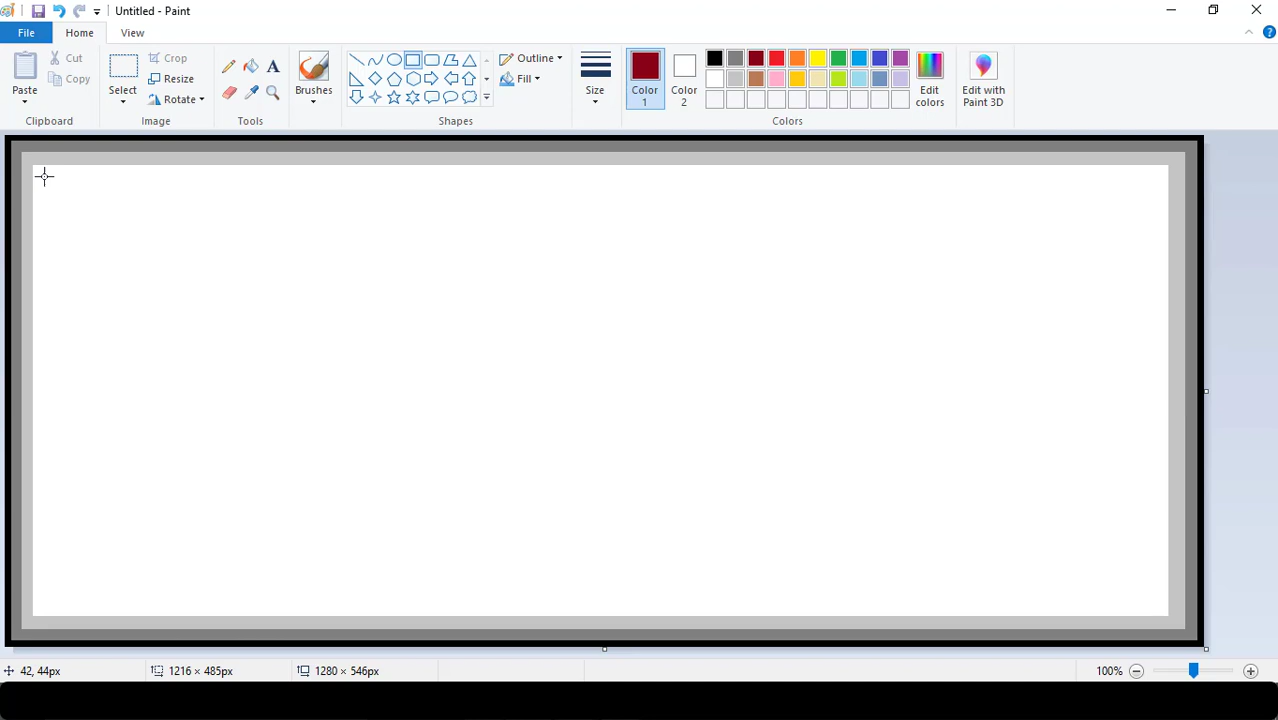 Untitled - Paint
File Home View
Paste
Cut
Copy
Clipboard
Select
Crop
Resize
Rotate
Image
A
Tools
Brushes
Shapes
Outline
Fill
Size
Color 1
Color 2
Colors
Edit colors
Edit with Paint 3D
42, 44px 1216 × 485px 1280 × 546px 100%